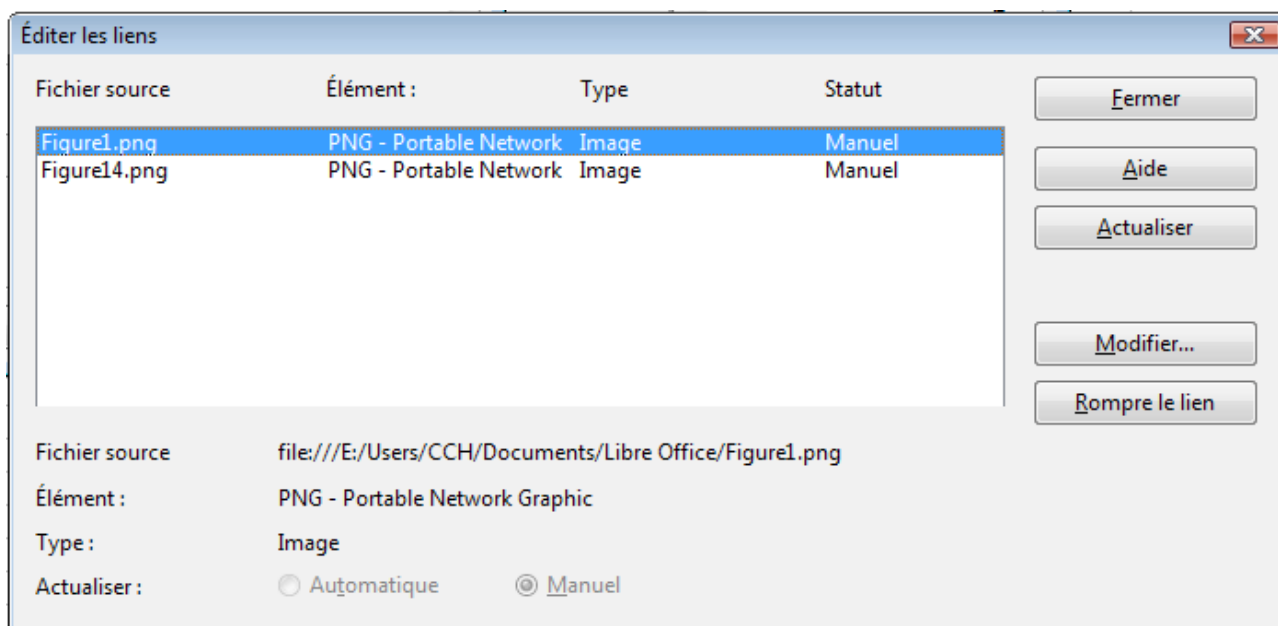 Éditer les liens
Fichier source Élément : Type Statut
Fermer
Figure1.png PNG - Portable Network Image Manuel
Figure14.png PNG - Portable Network Image Manuel
Aide
Actualiser
Modifier...
Rompre le lien
Fichier source file:///E:/Users/CCH/Documents/Libre Office/Figure1.png
Élément : PNG - Portable Network Graphic
Type : Image
Actualiser : Automatique Manuel